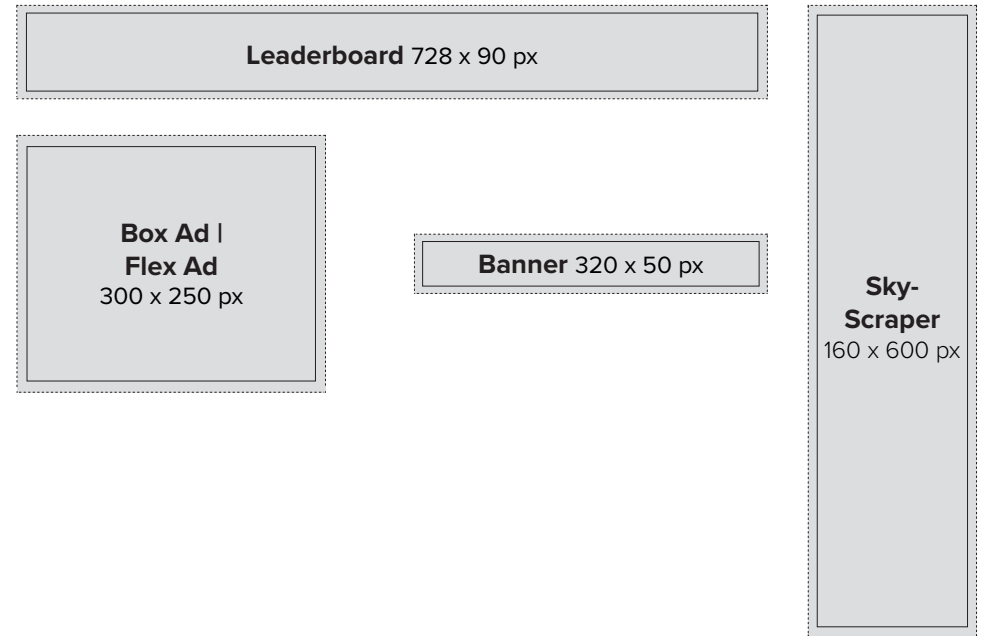 Leaderboard 728 x 90 px
Box Ad |
Flex Ad
300 x 250 px
Banner 320 x 50 px
Sky-
Scraper
160 x 600 px